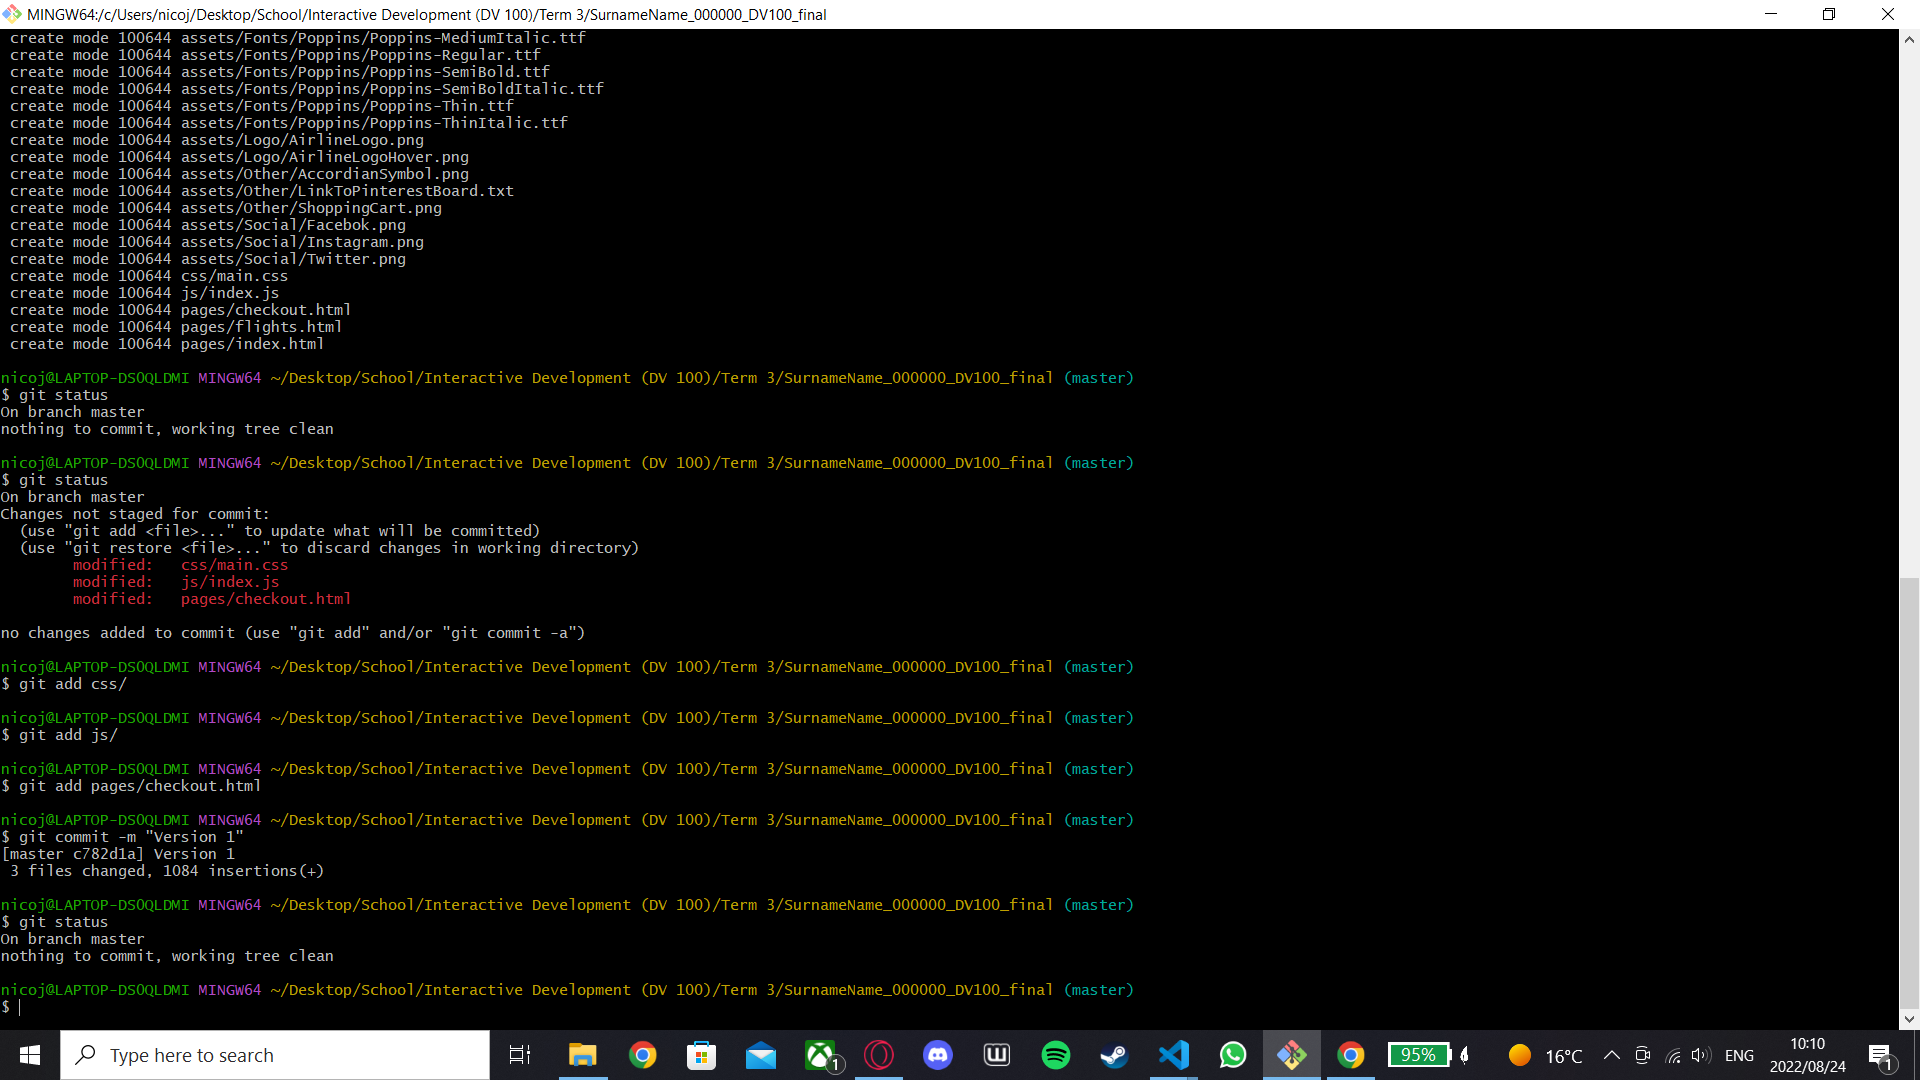 MINGW64:/c/Users/nicoj/Desktop/School/Interactive Development (DV 100)/Term 3/SurnameName_000000_DV100_final
create mode 100644 assets/Fonts/Poppins/Poppins-MediumItalic.ttf
create mode 100644 assets/Fonts/Poppins/Poppins-Regular.ttf
create mode 100644 assets/Fonts/Poppins/Poppins-SemiBold.ttf
create mode 100644 assets/Fonts/Poppins/Poppins-SemiBoldItalic.ttf
create mode 100644 assets/Fonts/Poppins/Poppins-Thin.ttf
create mode 100644 assets/Fonts/Poppins/Poppins-ThinItalic.ttf
create mode 100644 assets/Logo/AirlineLogo.png
create mode 100644 assets/Logo/AirlineLogoHover.png
create mode 100644 assets/Other/AccordianSymbol.png
create mode 100644 assets/Other/LinkToPinterestBoard.txt
create mode 100644 assets/Other/ShoppingCart.png
create mode 100644 assets/Social/Facebok.png
create mode 100644 assets/Social/Instagram.png
create mode 100644 assets/Social/Twitter.png
create mode 100644 css/main.css
create mode 100644 js/index.js
create mode 100644 pages/checkout.html
create mode 100644 pages/flights.html
create mode 100644 pages/index.html
nicoj@LAPTOP-DS0QLDMI MINGW64 ~/Desktop/School/Interactive Development (DV 100)/Term 3/SurnameName_000000_DV100_final (master)
$ git status
On branch master
nothing to commit, working tree clean
nicoj@LAPTOP-DS0QLDMI MINGW64 ~/Desktop/School/Interactive Development (DV 100)/Term 3/SurnameName_000000_DV100_final (master)
$ git status
On branch master
Changes not staged for commit:
(use "git add <file>..." to update what will be committed)
(use "git restore <file>..." to discard changes in working directory)
modified:   css/main.css
modified:   js/index.js
modified:   pages/checkout.html
no changes added to commit (use "git add" and/or "git commit -a")
nicoj@LAPTOP-DS0QLDMI MINGW64 ~/Desktop/School/Interactive Development (DV 100)/Term 3/SurnameName_000000_DV100_final (master)
$ git add css/
nicoj@LAPTOP-DS0QLDMI MINGW64 ~/Desktop/School/Interactive Development (DV 100)/Term 3/SurnameName_000000_DV100_final (master)
$ git add js/
nicoj@LAPTOP-DS0QLDMI MINGW64 ~/Desktop/School/Interactive Development (DV 100)/Term 3/SurnameName_000000_DV100_final (master)
$ git add pages/checkout.html
nicoj@LAPTOP-DS0QLDMI MINGW64 ~/Desktop/School/Interactive Development (DV 100)/Term 3/SurnameName_000000_DV100_final (master)
$ git commit -m "Version 1"
[master c782d1a] Version 1
3 files changed, 1084 insertions(+)
nicoj@LAPTOP-DS0QLDMI MINGW64 ~/Desktop/School/Interactive Development (DV 100)/Term 3/SurnameName_000000_DV100_final (master)
$ git status
On branch master
nothing to commit, working tree clean
nicoj@LAPTOP-DS0QLDMI MINGW64 ~/Desktop/School/Interactive Development (DV 100)/Term 3/SurnameName_000000_DV100_final (master)
$
Type here to search
1
95%
16°C
ENG
10:10
2022/08/24
1